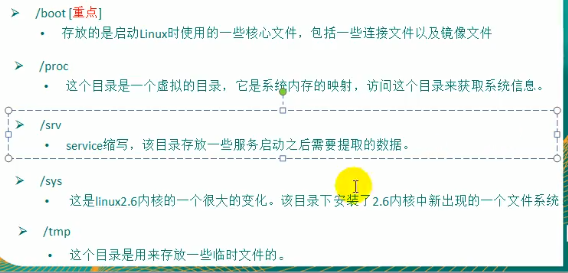 /boot [重点]
存放的是启动Linux时使用的一些核心文件，包括一些连接文件以及镜像文件
/proc
这个目录是一个虚拟的目录，它是系统内存的映射，访问这个目录来获取系统信息。
/srv
service缩写，该目录存放一些服务启动之后需要提取的数据。
/sys
这是linux2.6内核的一个很大的变化。该目录下安装了2.6内核中新出现的一个文件系统
/tmp
这个目录是用来存放一些临时文件的。